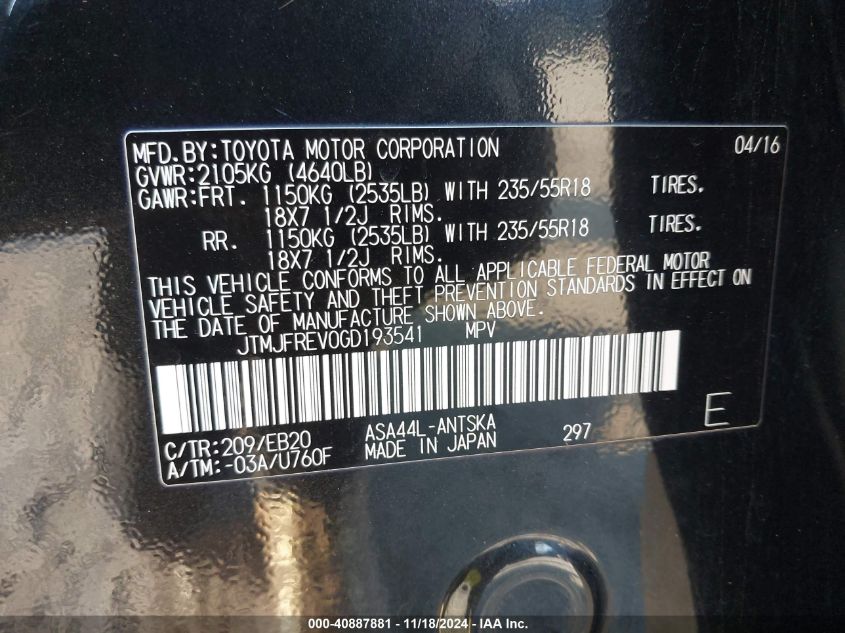 MFD.BY:TOYOTA MOTOR CORPORATION 04/16
GVWR:2105KG (4640LB)
GAWR:FRT. 1150KG (2535LB) WITH 235/55R18 TIRES.
18X7 1/2J RIMS.
RR. 1150KG (2535LB) WITH 235/55R18 TIRES.
18X7 1/2J RIMS.
THIS VEHICLE CONFORMS TO ALL APPLICABLE FEDERAL MOTOR
VEHICLE SAFETY AND THEFT PREVENTION STANDARDS IN EFFECT ON
THE DATE OF MANUFACTURE SHOWN ABOVE.
JTMJFREV0GD193541 MPV
C/TR:209/EB20 ASA44L-ANTSKA
A/TM:-03A/U760F MADE IN JAPAN 297 E
000-40887881 - 11/18/2024 - IAA Inc.